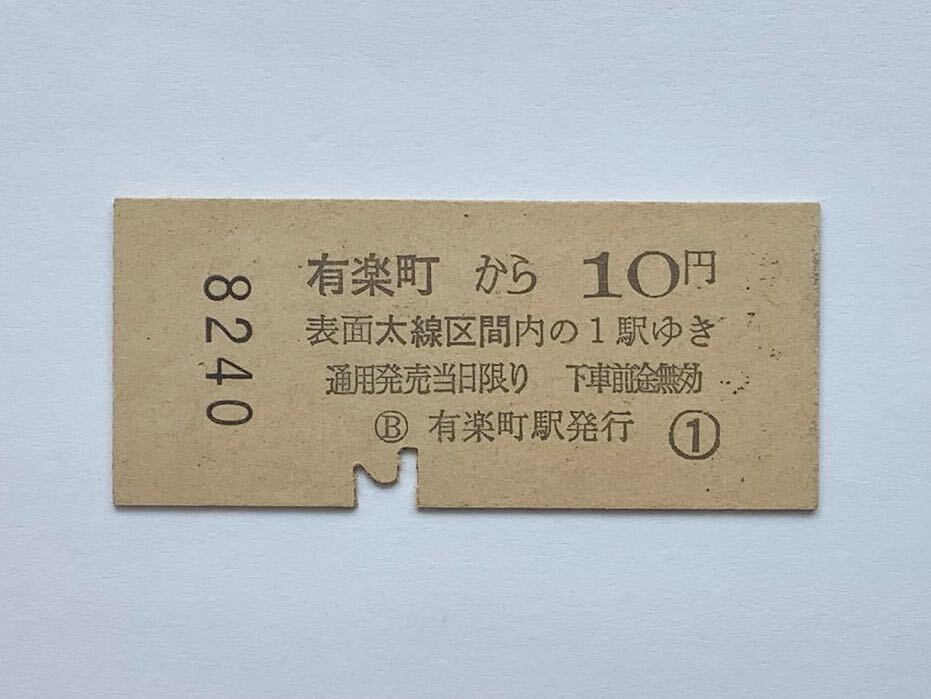 8240
有楽町 から 10円
表面太線区間内の1駅ゆき
通用発売当日限り 下車前途無効
Ⓑ 有楽町駅発行 ①